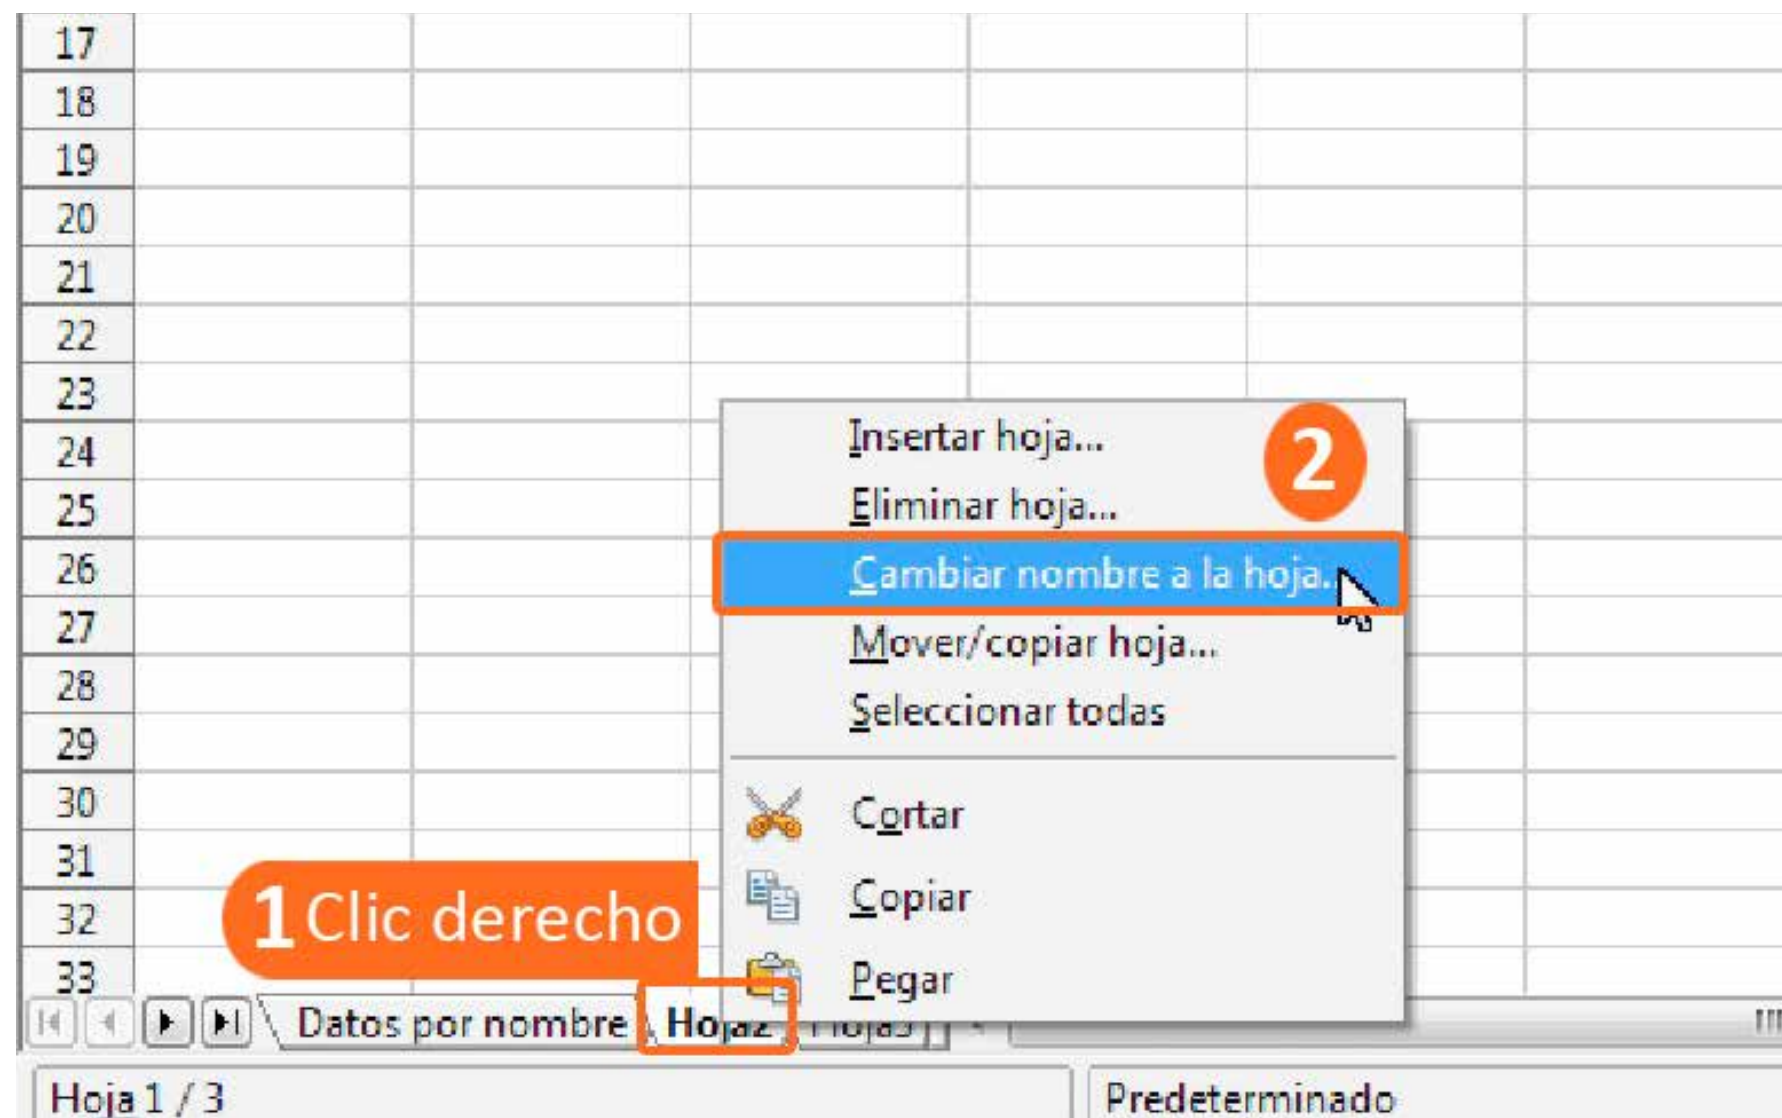 17
18
19
20
21
22
23
24
25
26
27
28
29
30
31
32
33
Insertar hoja...
2
Eliminar hoja...
Cambiar nombre a la hoja..
Mover/copiar hoja...
Seleccionar todas
Cortar
Copiar
Pegar
1 Clic derecho
Datos por nombre Hoja2 Hoja3
Hoja 1 / 3 Predeterminado